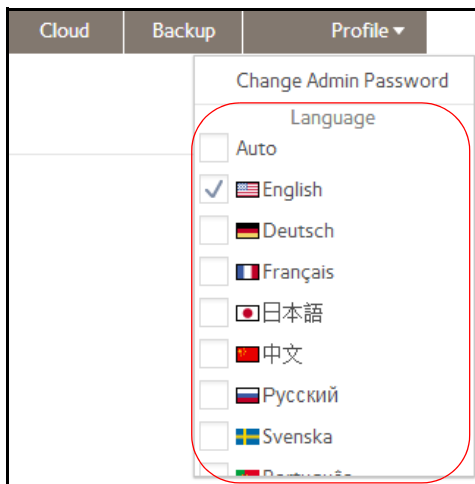 Cloud Backup Profile ▾
Change Admin Password
Language
Auto
English
Deutsch
Français
日本語
中文
Русский
Svenska